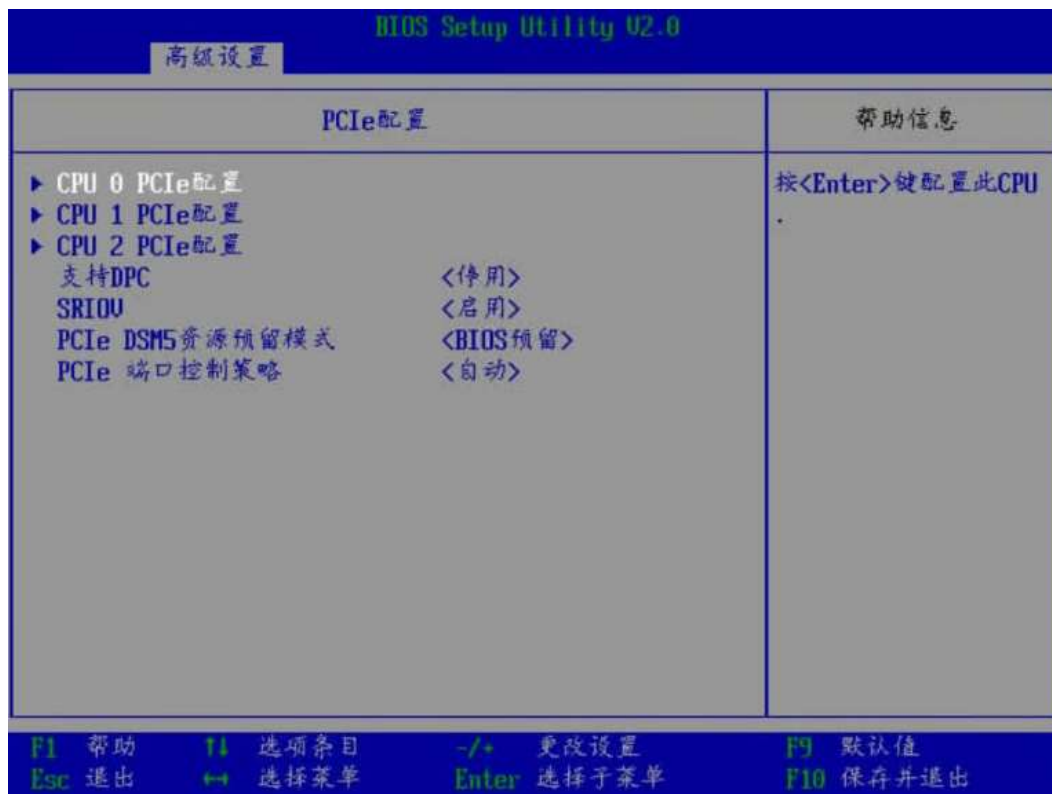 BIOS Setup Utility V2.0
高级设置
PCIe配置
帮助信息
CPU 0 PCIe配置
按<Enter>键配置此CPU
.
CPU 1 PCIe配置
CPU 2 PCIe配置
支持DPC <停用>
SRIOV <启用>
PCIe DSM5资源预留模式 <BIOS预留>
PCIe 端口控制策略 <自动>
F1 帮助 ↑↓ 选项条目 -/+ 更改设置 F9 默认值
Esc 退出 ↔ 选择菜单 Enter 选择子菜单 F10 保存并退出